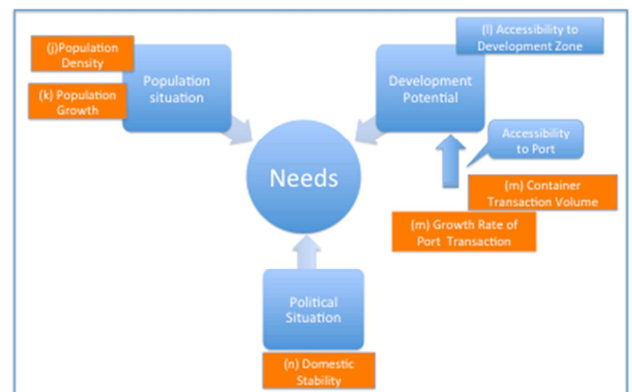 (j)Population
Density
(k) Population
Growth
Population
situation
(l) Accessibility to
Development Zone
Development
Potential
Accessibility
to Port
Needs
(m) Container
Transaction Volume
(m) Growth Rate of
Port Transaction
Political
Situation
(n) Domestic
Stability